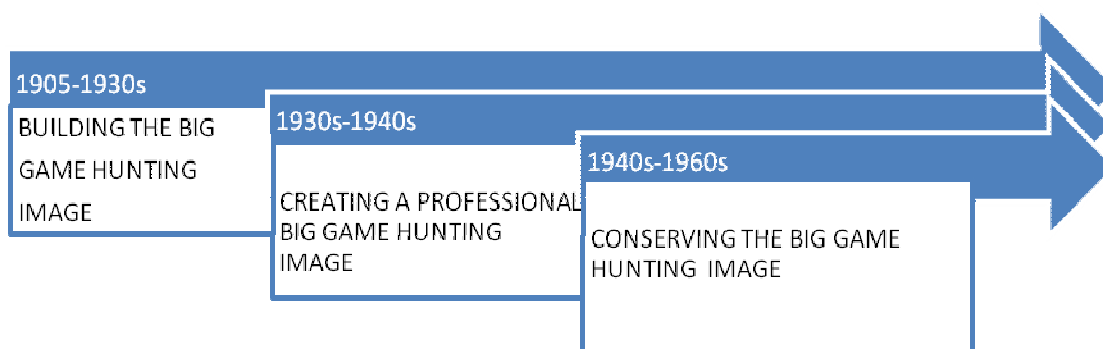 1905-1930s
BUILDING THE BIG
GAME HUNTING
IMAGE
1930s-1940s
CREATING A PROFESSIONAL
BIG GAME HUNTING
IMAGE
1940s-1960s
CONSERVING THE BIG GAME
HUNTING IMAGE